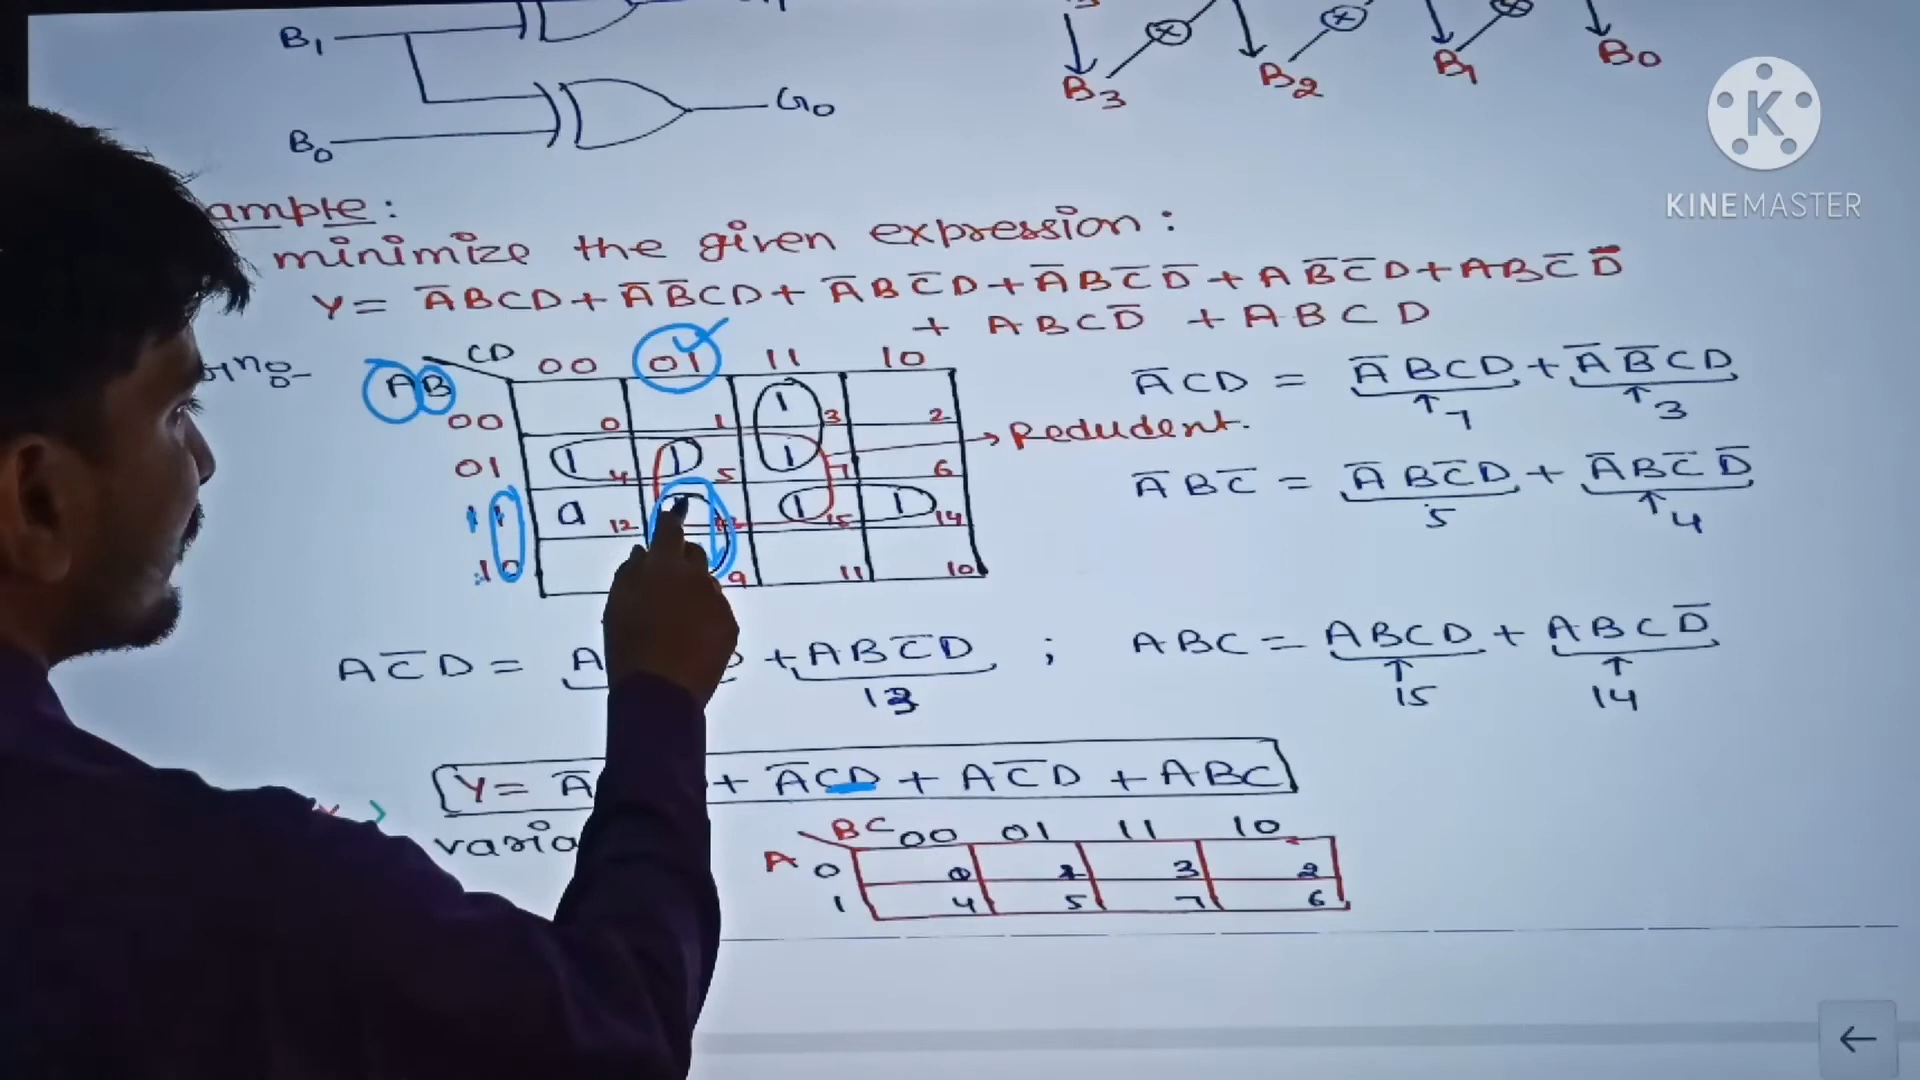 B1
G0
B0
B3 B2 B1 B0
K
KINEMASTER
ample:
minimize the given expression:
Y = A̅BCD + A̅B̅CD + A̅BC̅D + A̅BC̅D̅ + AB̅C̅D + ABC̅D̅
+ ABCD̅ + ABCD
CD 00 01 11 10
AB
00 0 1 1 3 2
01 1 4 1 5 1 7 6
→ Redudent.
11 12 1 15 1 14
10 9 11 10
A̅CD = A̅BCD + A̅B̅CD
↑7 ↑3
A̅BC̅ = A̅BC̅D + A̅BC̅D̅
5 ↑4
AC̅D = + ABC̅D ; ABC = ABCD + ABCD̅
13 ↑15 ↑14
Y = + A̅CD + AC̅D + ABC
BC 00 01 11 10
A 0 0 1 3 2
1 4 5 7 6
←